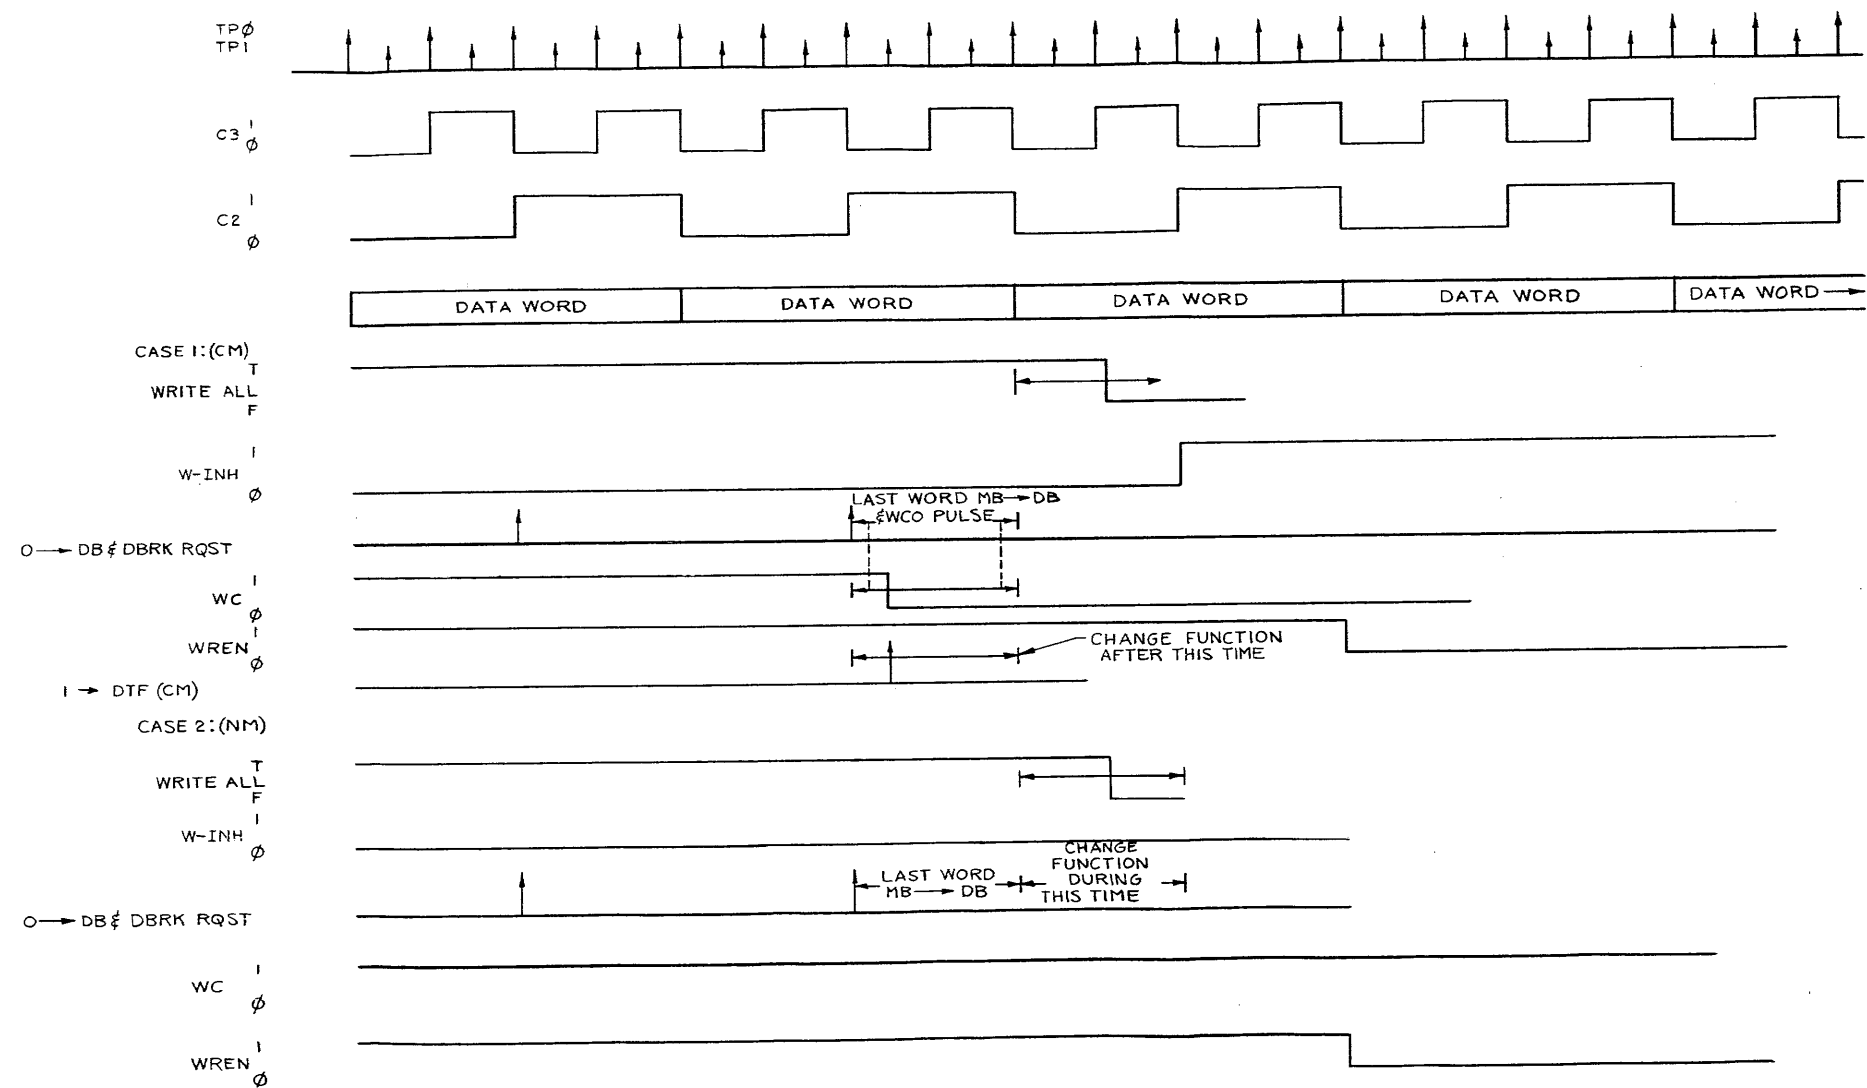 TPØ
TP1
C3 1
Ø
C2 1
Ø
DATA WORD DATA WORD DATA WORD DATA WORD DATA WORD →
CASE 1:(CM)
T
WRITE ALL
F
1
W-INH
Ø
LAST WORD MB→DB
&WCO PULSE
0→ DB & DBRK RQST
1
WC
Ø
1
WREN
Ø
CHANGE FUNCTION
AFTER THIS TIME
1 → DTF (CM)
CASE 2:(NM)
T
WRITE ALL
F
1
W-INH
Ø
LAST WORD
MB→DB
CHANGE
FUNCTION
DURING
THIS TIME
0→ DB & DBRK RQST
1
WC
Ø
1
WREN
Ø